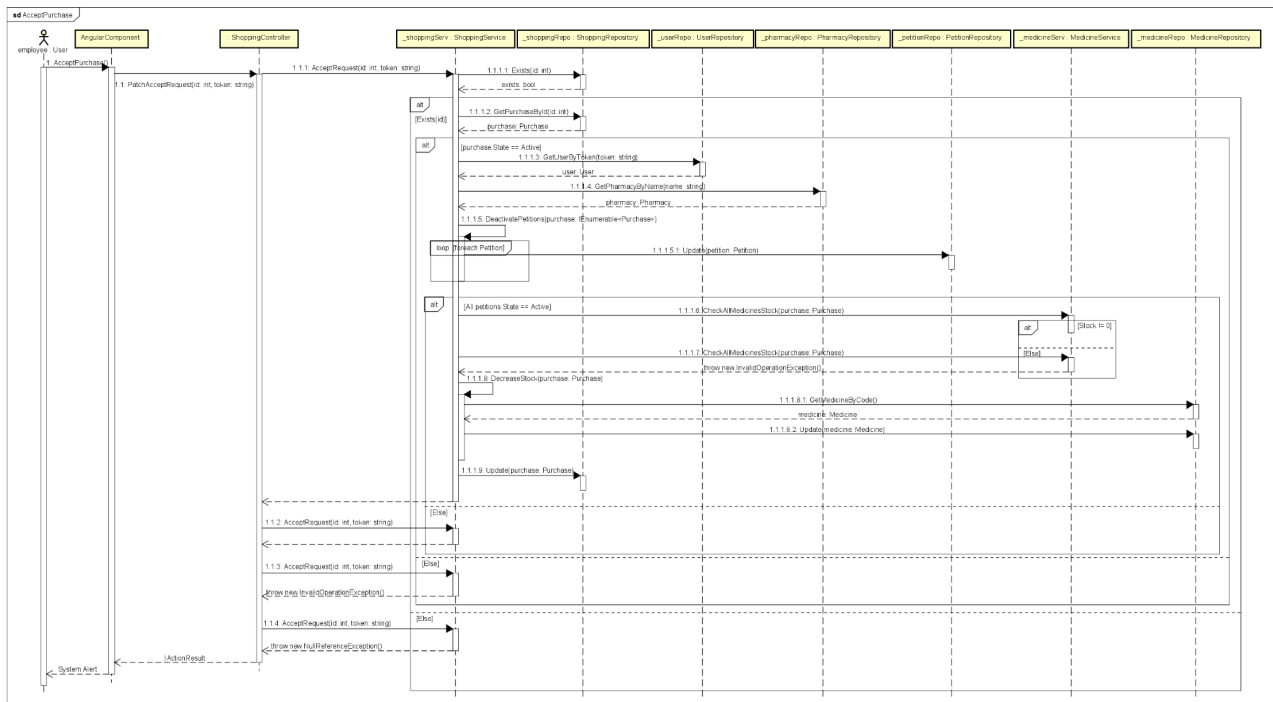 sd AcceptPurchase
employee : User
AngularComponent
: ShoppingController
_shoppingServ : ShoppingService
_shoppingRepo : ShoppingRepository
_userRepo : UserRepository
_pharmacyRepo : PharmacyRepository
_petitionRepo : PetitionRepository
_medicineServ : MedicineService
_medicineRepo : MedicineRepository
1: AcceptPurchase()
1.1: PatchAcceptRequest(id: int, token: string)
1.1.1: AcceptRequest(id: int, token: string)
1.1.1.1: Exists(id: int)
exists: bool
alt
[Exists(id)]
1.1.1.2: GetPurchaseById(id: int)
purchase: Purchase
alt
[purchase.State == Active]
1.1.1.3: GetUserByToken(token: string)
user: User
1.1.1.4: GetPharmacyByName(name: string)
pharmacy: Pharmacy
1.1.1.5: DeactivatePetitions(purchase: IEnumerable<Purchase>)
loop [foreach Petition]
1.1.1.5.1: Update(petition: Petition)
alt
[All petitions.State == Active]
1.1.1.6: CheckAllMedicinesStock(purchase: Purchase)
alt
[Stock != 0]
[Else]
1.1.1.7: CheckAllMedicinesStock(purchase: Purchase)
throw new InvalidOperationException()
1.1.1.8: DecreaseStock(purchase: Purchase)
1.1.1.8.1: GetMedicineByCode()
medicine: Medicine
1.1.1.8.2: Update(medicine: Medicine)
1.1.1.9: Update(purchase: Purchase)
[Else]
1.1.2: AcceptRequest(id: int, token: string)
[Else]
1.1.3: AcceptRequest(id: int, token: string)
throw new InvalidOperationException()
[Else]
1.1.4: AcceptRequest(id: int, token: string)
throw new NullReferenceException()
IActionResult
System Alert